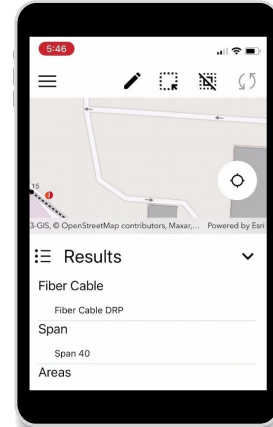 5:46
15
3-GIS, © OpenStreetMap contributors, Maxar,... Powered by Esri
Results
Fiber Cable
Fiber Cable DRP
Span
Span 40
Areas